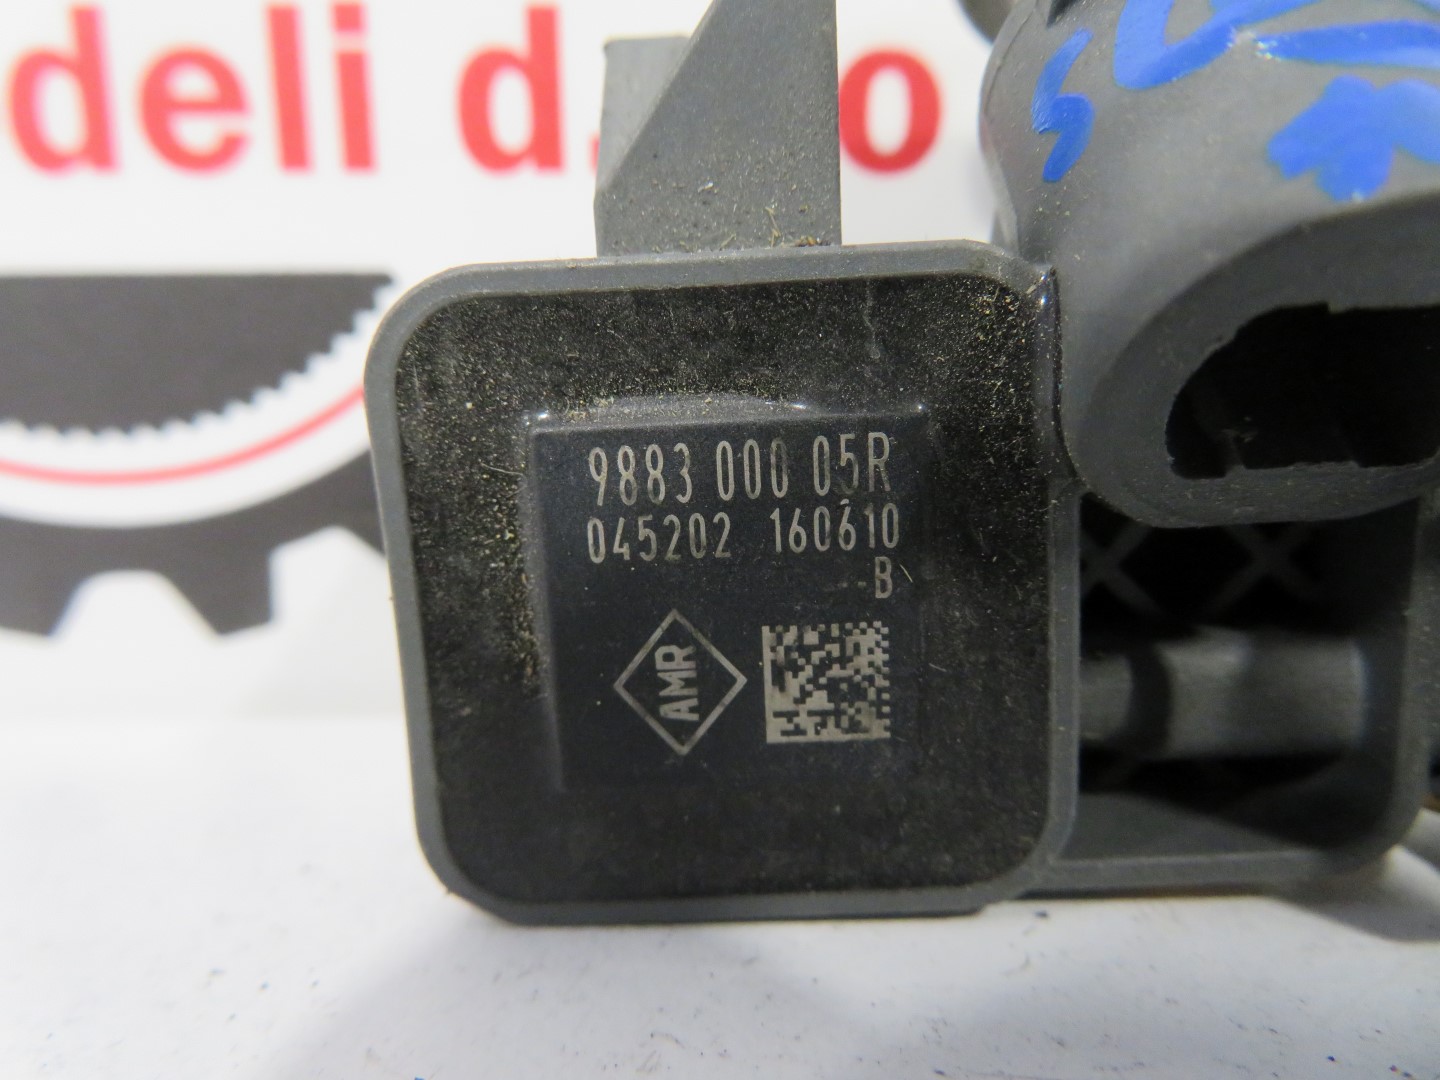 deli d.o.o
9883 000 05R
045202 160610
--B
AMR